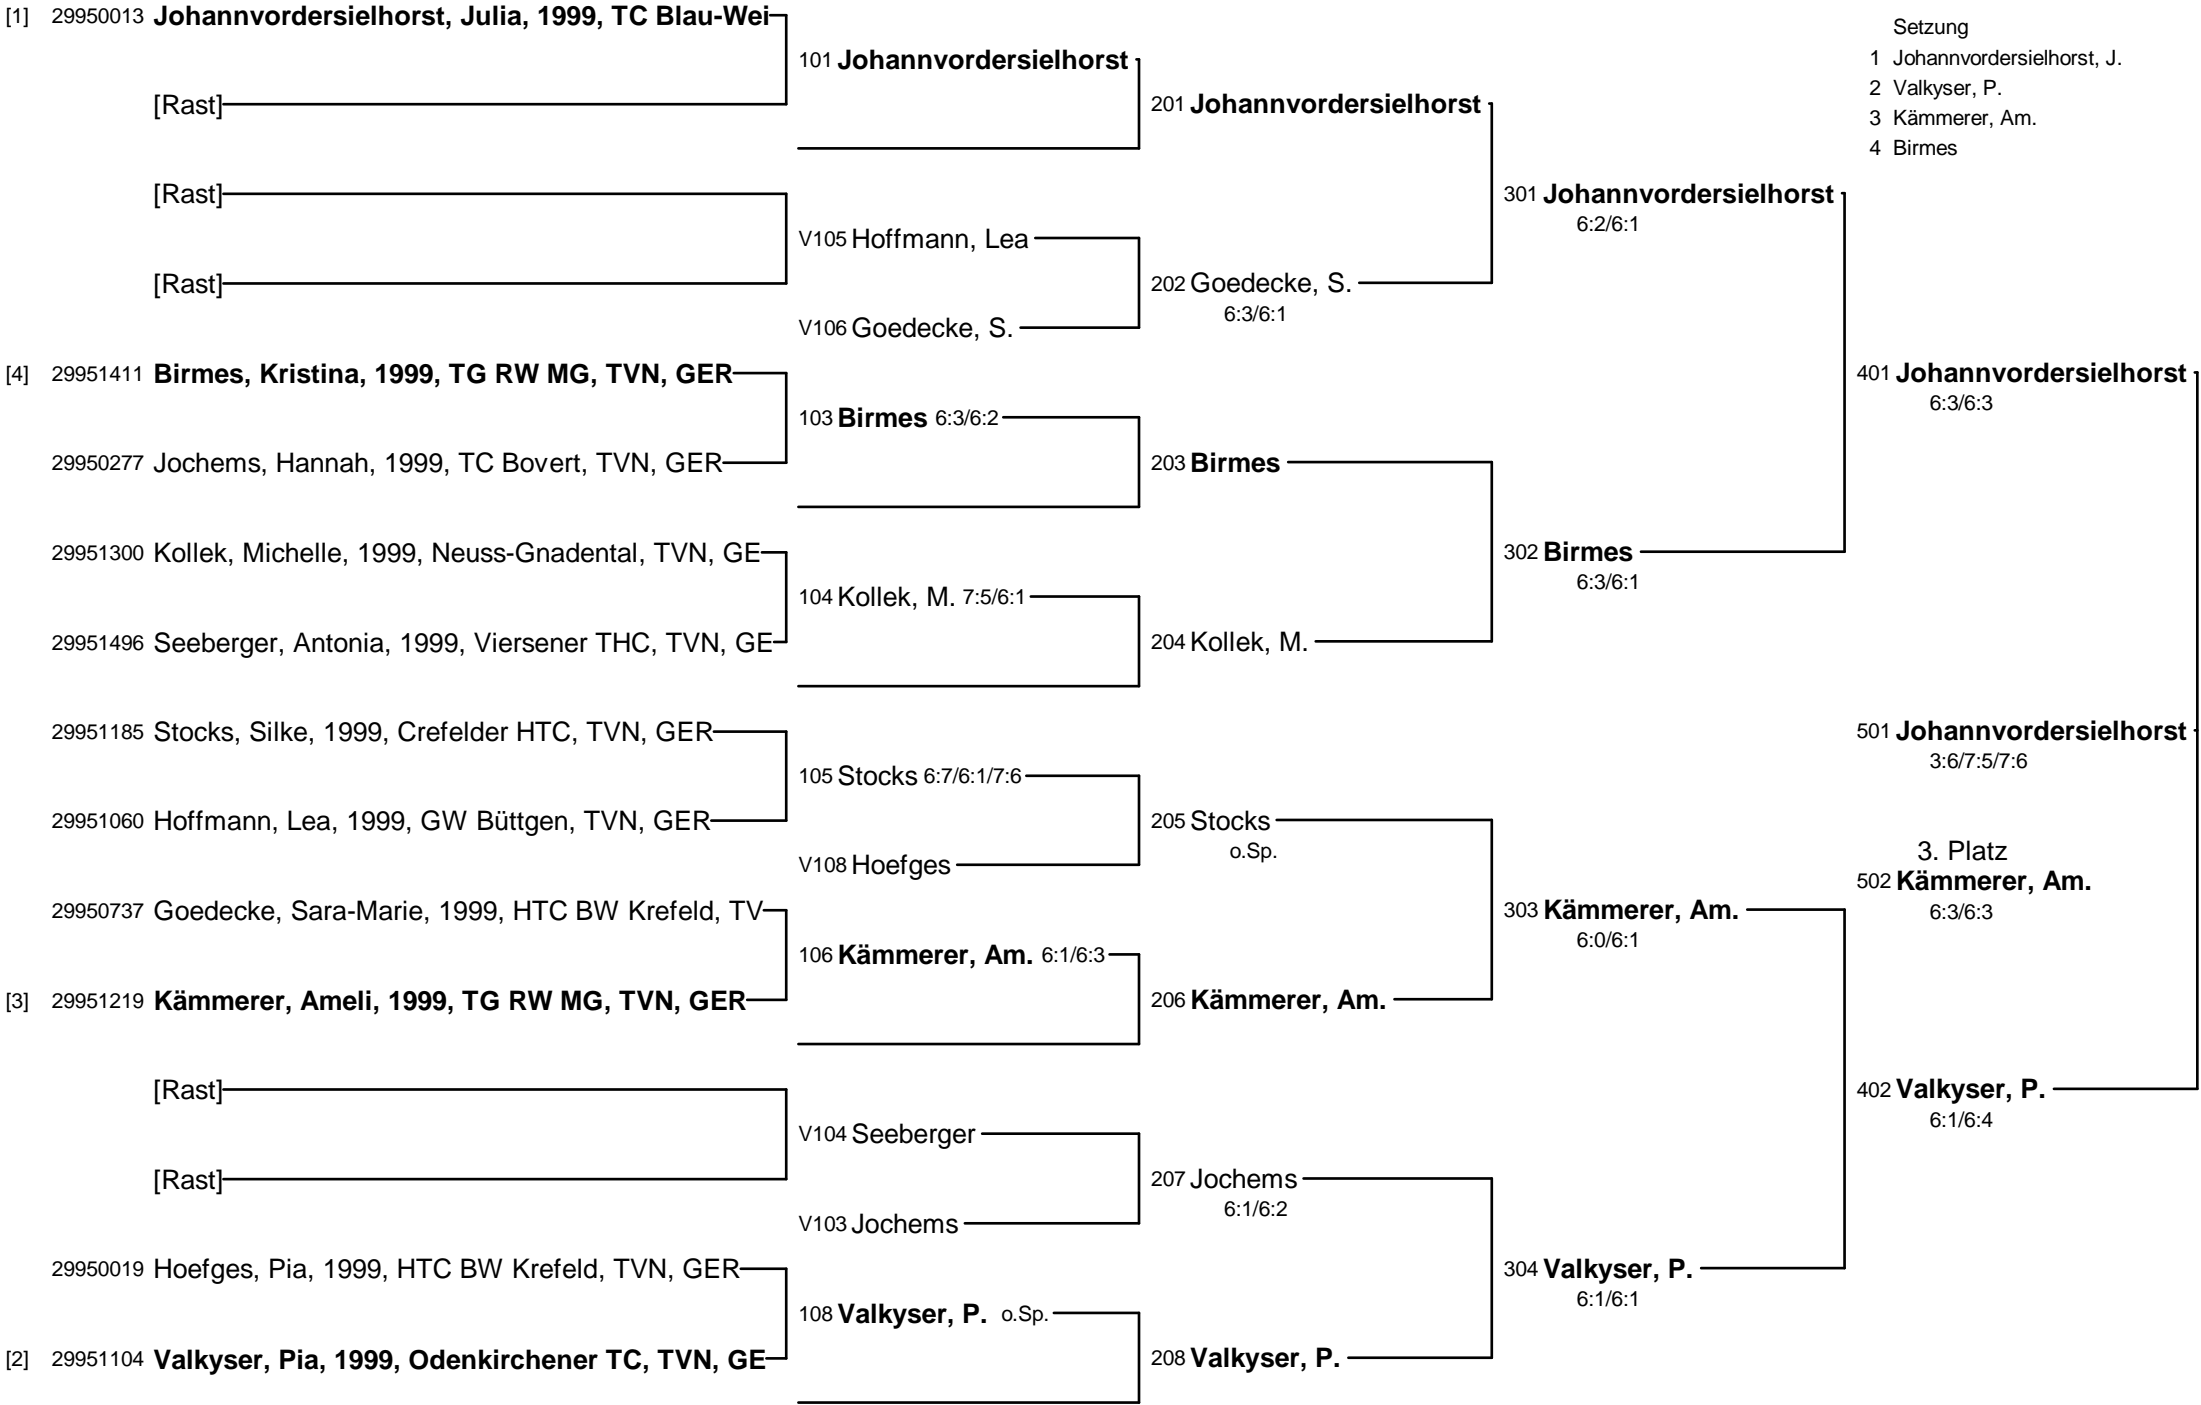 [1] 29950013 Johannvordersielhorst, Julia, 1999, TC Blau-Wei
[Rast]
[Rast]
[Rast]
[4] 29951411 Birmes, Kristina, 1999, TG RW MG, TVN, GER
29950277 Jochems, Hannah, 1999, TC Bovert, TVN, GER
29951300 Kollek, Michelle, 1999, Neuss-Gnadental, TVN, GE
29951496 Seeberger, Antonia, 1999, Viersener THC, TVN, GE
29951185 Stocks, Silke, 1999, Crefelder HTC, TVN, GER
29951060 Hoffmann, Lea, 1999, GW Büttgen, TVN, GER
29950737 Goedecke, Sara-Marie, 1999, HTC BW Krefeld, TV
[3] 29951219 Kämmerer, Ameli, 1999, TG RW MG, TVN, GER
[Rast]
[Rast]
29950019 Hoefges, Pia, 1999, HTC BW Krefeld, TVN, GER
[2] 29951104 Valkyser, Pia, 1999, Odenkirchener TC, TVN, GE
101 Johannvordersielhorst
V105 Hoffmann, Lea
V106 Goedecke, S.
103 Birmes 6:3/6:2
104 Kollek, M. 7:5/6:1
105 Stocks 6:7/6:1/7:6
V108 Hoefges
106 Kämmerer, Am. 6:1/6:3
V104 Seeberger
V103 Jochems
108 Valkyser, P. o.Sp.
201 Johannvordersielhorst
202 Goedecke, S.
6:3/6:1
203 Birmes
204 Kollek, M.
205 Stocks
o.Sp.
206 Kämmerer, Am.
207 Jochems
6:1/6:2
208 Valkyser, P.
301 Johannvordersielhorst
6:2/6:1
302 Birmes
6:3/6:1
303 Kämmerer, Am.
6:0/6:1
304 Valkyser, P.
6:1/6:1
Setzung
1 Johannvordersielhorst, J.
2 Valkyser, P.
3 Kämmerer, Am.
4 Birmes
401 Johannvordersielhorst
6:3/6:3
501 Johannvordersielhorst
3:6/7:5/7:6
3. Platz
502 Kämmerer, Am.
6:3/6:3
402 Valkyser, P.
6:1/6:4